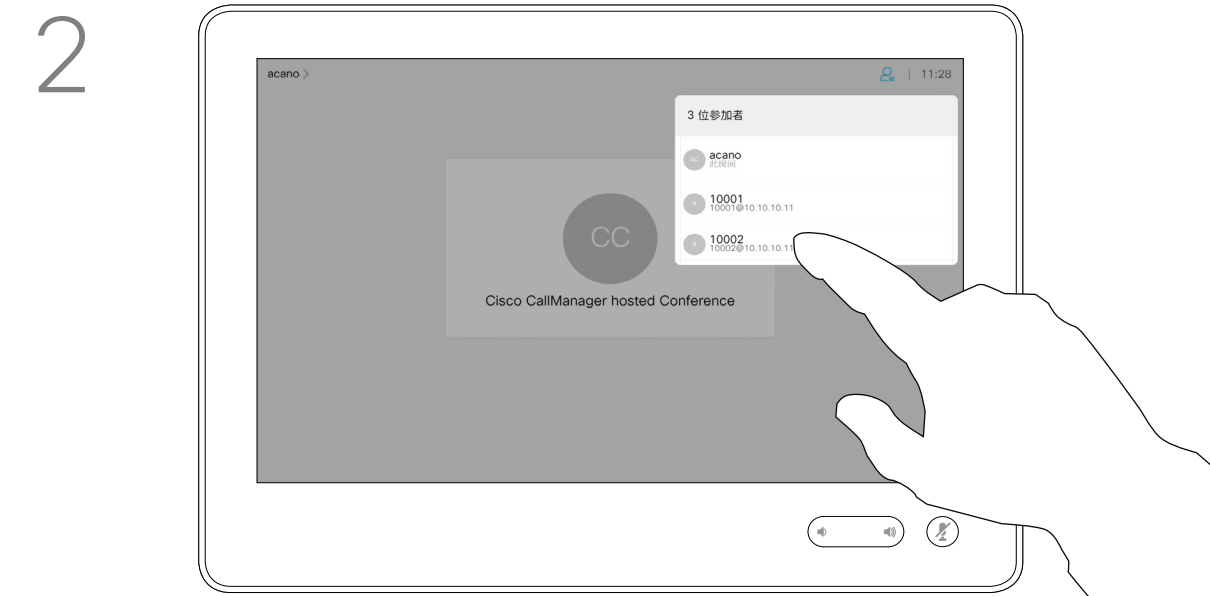 2
acano >
| 11:28
3 位参加者
AC
acano
此房间
#
10001
10001@10.10.10.11
#
10002
10002@10.10.10.11
CC
Cisco CallManager hosted Conference